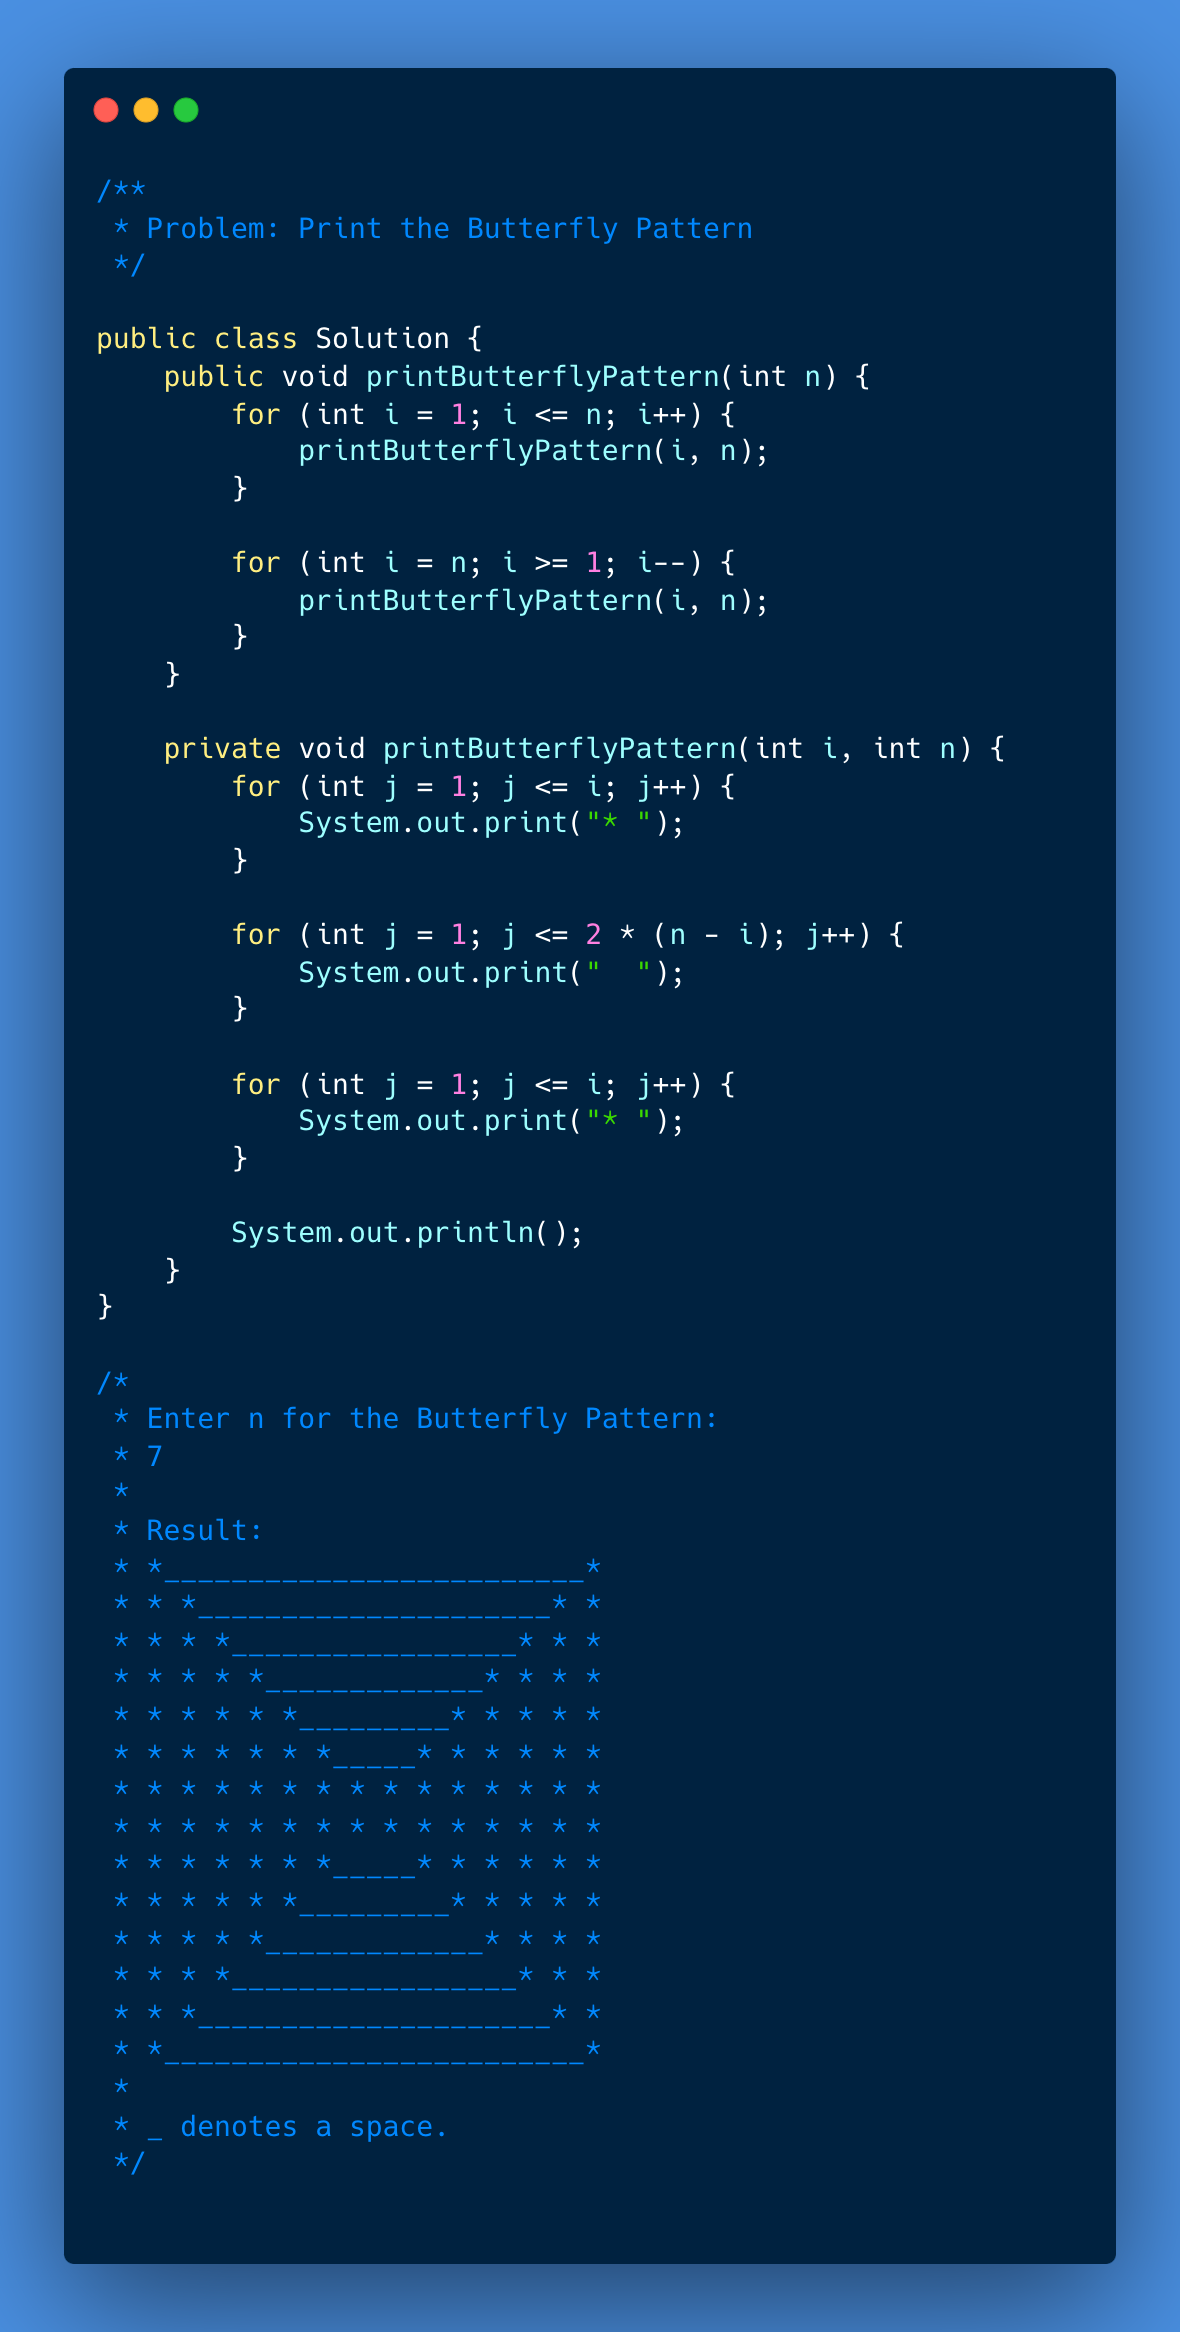 /**
 * Problem: Print the Butterfly Pattern
 */

public class Solution {
    public void printButterflyPattern(int n) {
        for (int i = 1; i <= n; i++) {
            printButterflyPattern(i, n);
        }

        for (int i = n; i >= 1; i--) {
            printButterflyPattern(i, n);
        }
    }

    private void printButterflyPattern(int i, int n) {
        for (int j = 1; j <= i; j++) {
            System.out.print("* ");
        }

        for (int j = 1; j <= 2 * (n - i); j++) {
            System.out.print("  ");
        }

        for (int j = 1; j <= i; j++) {
            System.out.print("* ");
        }

        System.out.println();
    }
}

/*
 * Enter n for the Butterfly Pattern:
 * 7
 *
 * Result:
 * *_________________________*
 * * *_____________________* *
 * * * *_________________* * *
 * * * * *_____________* * * *
 * * * * * *_________* * * * *
 * * * * * * *_____* * * * * *
 * * * * * * * * * * * * * * *
 * * * * * * * * * * * * * * *
 * * * * * * *_____* * * * * *
 * * * * * *_________* * * * *
 * * * * *_____________* * * *
 * * * *_________________* * *
 * * *_____________________* *
 * *_________________________*
 *
 * _ denotes a space.
 */